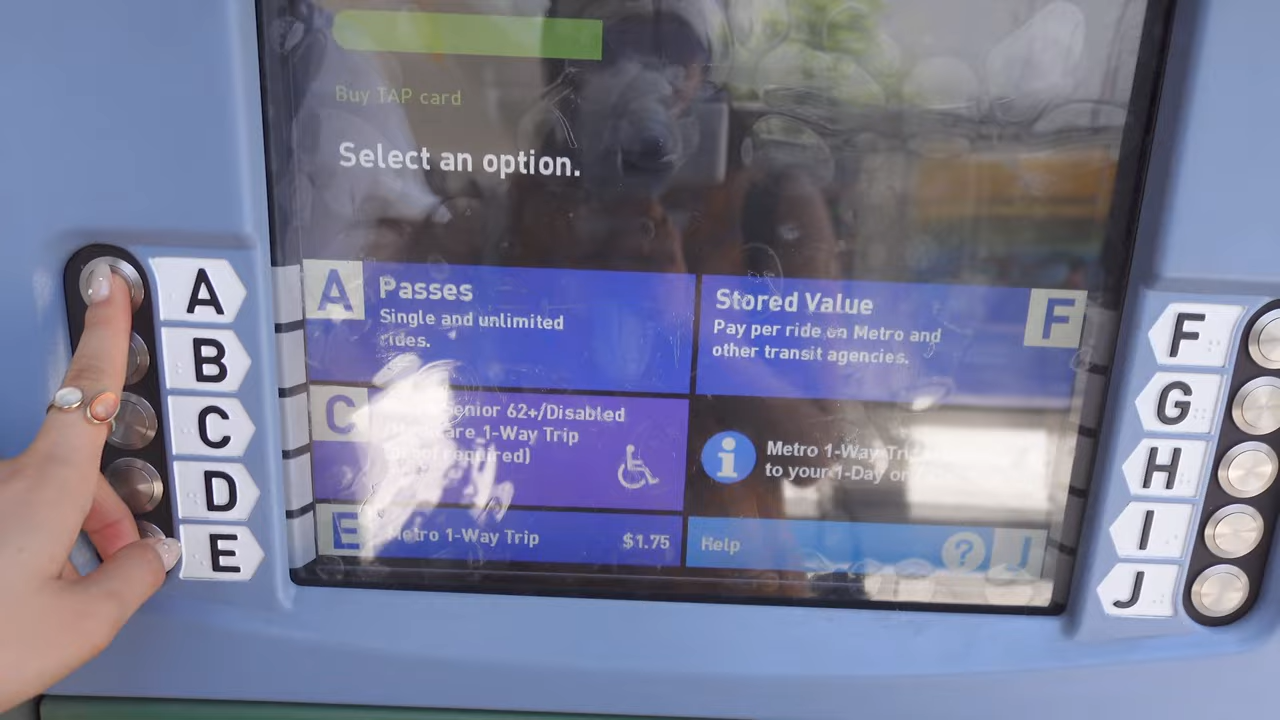 Buy TAP card
Select an option.
A
Passes
Single and unlimited
rides.
Stored Value
Pay per ride on Metro and
other transit agencies.
F
C
Senior 62+/Disabled
1-Way Trip
required)
Metro 1-Way
to your 1-Day
E
Metro 1-Way Trip
$1.75
Help
?
J
A
B
C
D
E
F
G
H
I
J